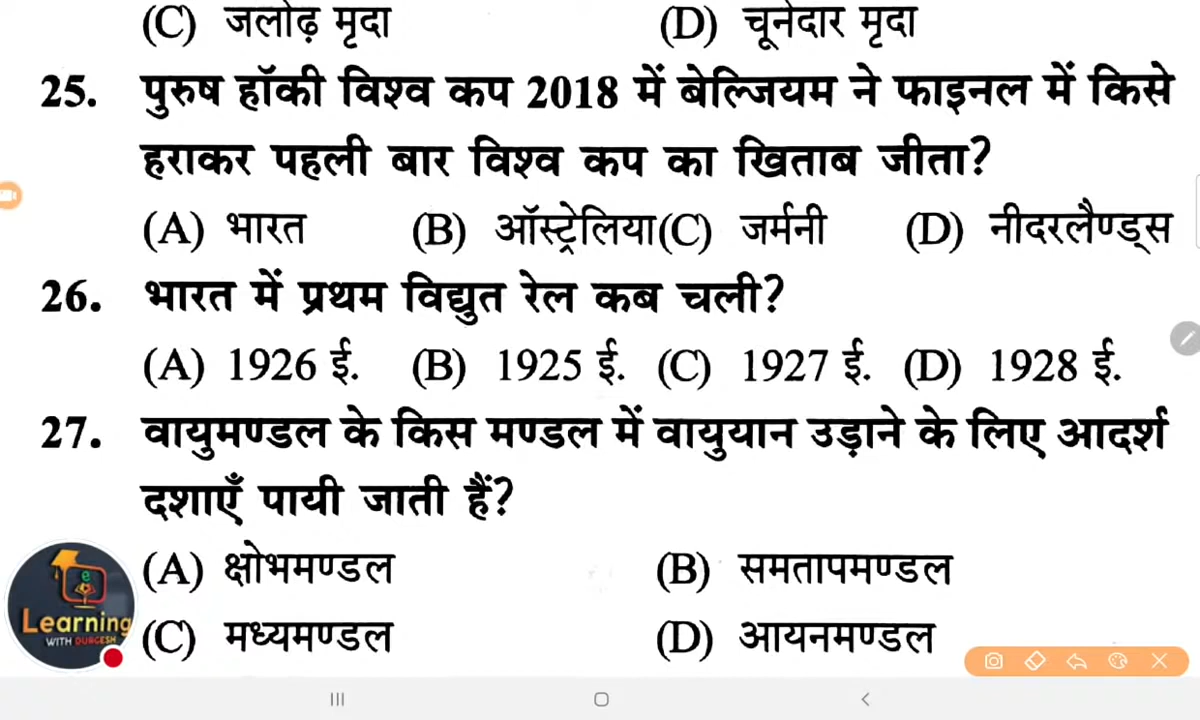 (C) जलोढ़ मृदा (D) चूनेदार मृदा
25. पुरुष हॉकी विश्व कप 2018 में बेल्जियम ने फाइनल में किसे
हराकर पहली बार विश्व कप का खिताब जीता?
(A) भारत (B) ऑस्ट्रेलिया (C) जर्मनी (D) नीदरलैण्ड्स
26. भारत में प्रथम विद्युत रेल कब चली?
(A) 1926 ई. (B) 1925 ई. (C) 1927 ई. (D) 1928 ई.
27. वायुमण्डल के किस मण्डल में वायुयान उड़ाने के लिए आदर्श
दशाएँ पायी जाती हैं?
(A) क्षोभमण्डल (B) समतापमण्डल
(C) मध्यमण्डल (D) आयनमण्डल
e
Learning
WITH DURGESH